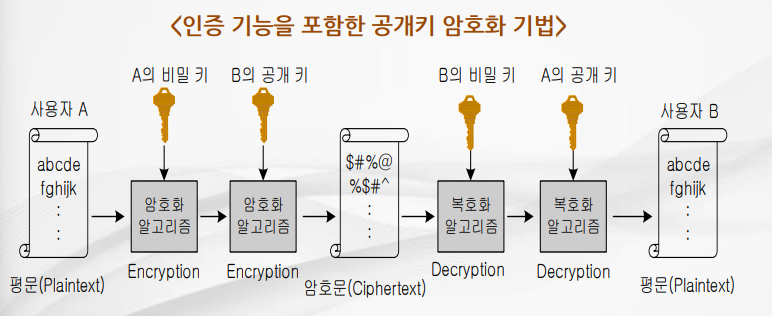 <인증 기능을 포함한 공개키 암호화 기법>
A의 비밀 키
B의 공개 키
B의 비밀 키
A의 공개 키
사용자 A
사용자 B
abcde
fghijk
:
:
암호화
알고리즘
암호화
알고리즘
$#%@
%$#^
:
:
복호화
알고리즘
복호화
알고리즘
abcde
fghijk
:
:
평문(Plaintext)
Encryption
Encryption
암호문(Ciphertext)
Decryption
Decryption
평문(Plaintext)